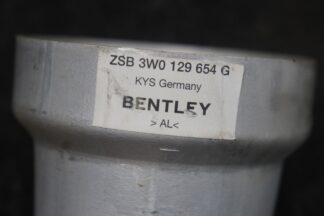 ZSB 3W0 129 654 G
KYS Germany
BENTLEY
> AL <